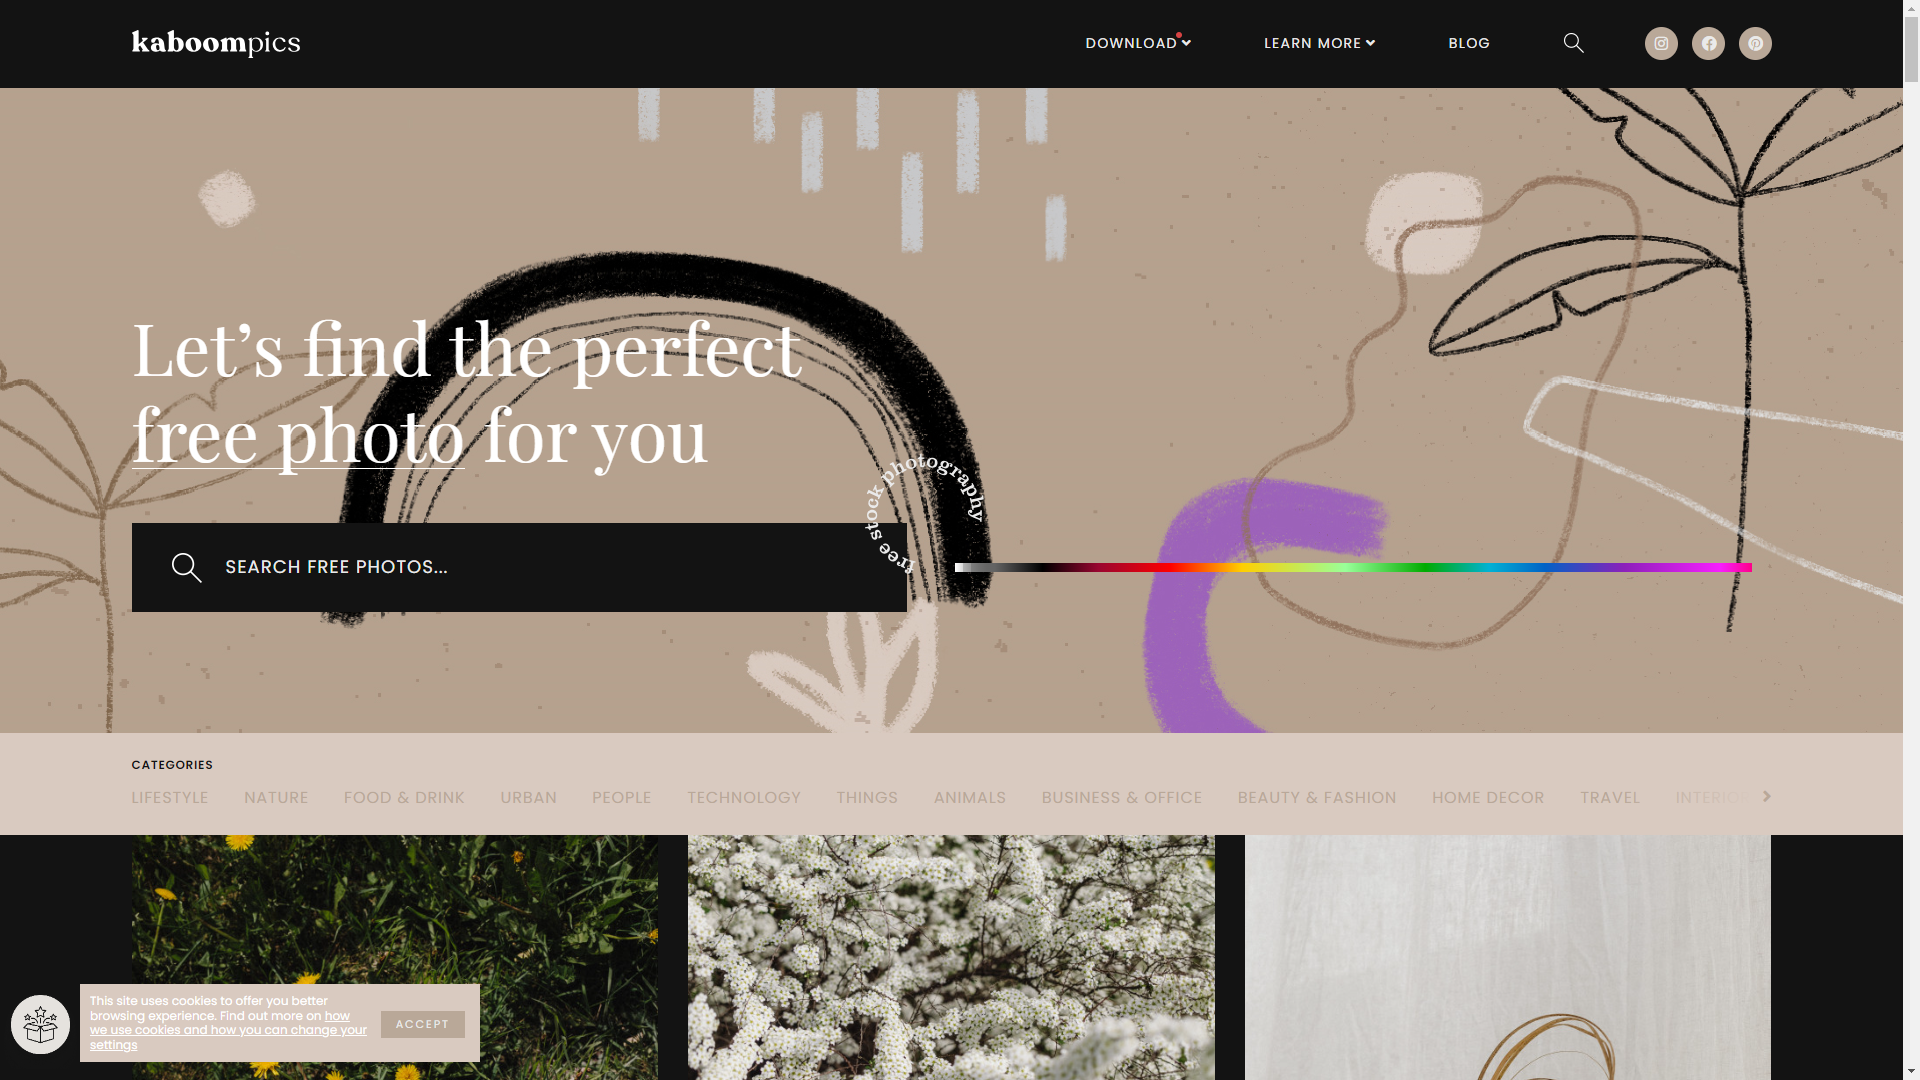 kaboompics
DOWNLOAD
LEARN MORE
BLOG
Let's find the perfect
free photo for you
free stock photography
SEARCH FREE PHOTOS...
CATEGORIES
LIFESTYLE
NATURE
FOOD & DRINK
URBAN
PEOPLE
TECHNOLOGY
THINGS
ANIMALS
BUSINESS & OFFICE
BEAUTY & FASHION
HOME DECOR
TRAVEL
INTERIOR
This site uses cookies to offer you better
browsing experience. Find out more on how
we use cookies and how you can change your
settings
ACCEPT